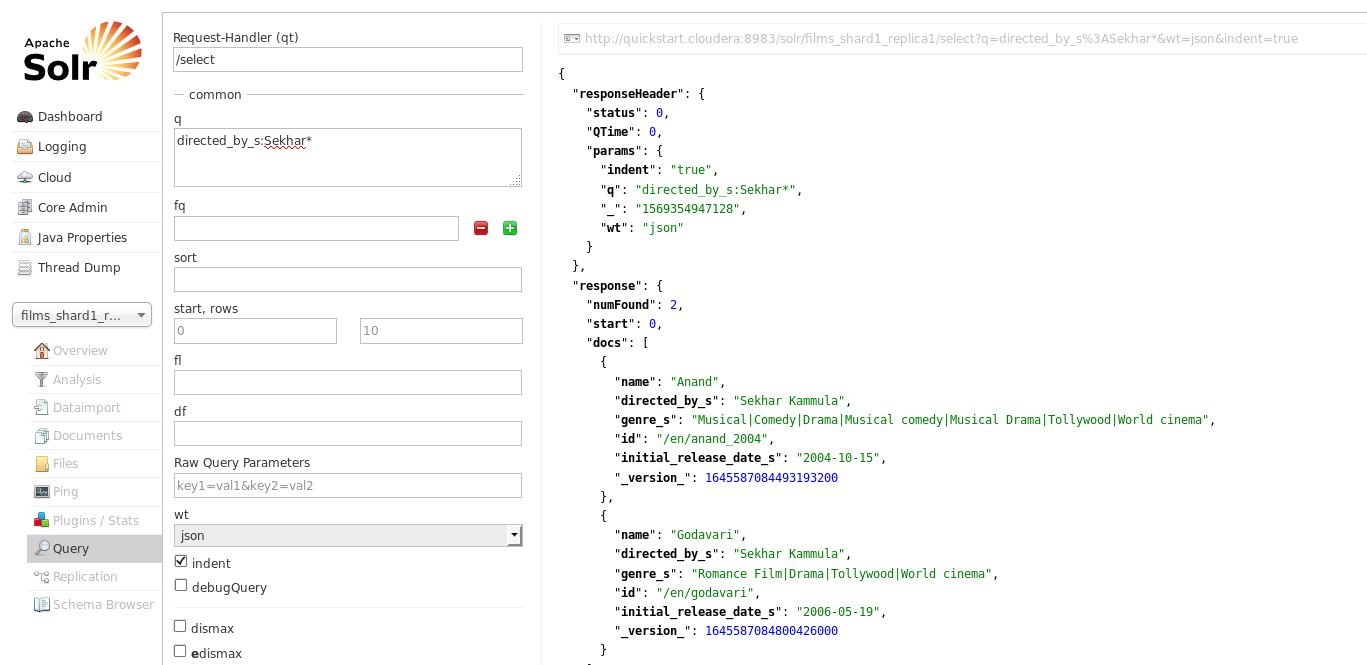 Apache
Solr
Dashboard
Logging
Cloud
Core Admin
Java Properties
Thread Dump
films_shard1_r...
Overview
Analysis
Dataimport
Documents
Files
Ping
Plugins / Stats
Query
Replication
Schema Browser
Request-Handler (qt)
/select
common
q
directed_by_s:Sekhar*
fq
sort
start, rows
0 10
fl
df
Raw Query Parameters
key1=val1&key2=val2
wt
json
indent
debugQuery
dismax
edismax
http://quickstart.cloudera:8983/solr/films_shard1_replica1/select?q=directed_by_s%3ASekhar*&wt=json&indent=true
{
"responseHeader": {
"status": 0,
"QTime": 0,
"params": {
"indent": "true",
"q": "directed_by_s:Sekhar*",
"_": "1569354947128",
"wt": "json"
}
},
"response": {
"numFound": 2,
"start": 0,
"docs": [
{
"name": "Anand",
"directed_by_s": "Sekhar Kammula",
"genre_s": "Musical|Comedy|Drama|Musical comedy|Musical Drama|Tollywood|World cinema",
"id": "/en/anand_2004",
"initial_release_date_s": "2004-10-15",
"_version_": 1645587084493193200
},
{
"name": "Godavari",
"directed_by_s": "Sekhar Kammula",
"genre_s": "Romance Film|Drama|Tollywood|World cinema",
"id": "/en/godavari",
"initial_release_date_s": "2006-05-19",
"_version_": 1645587084800426000
}